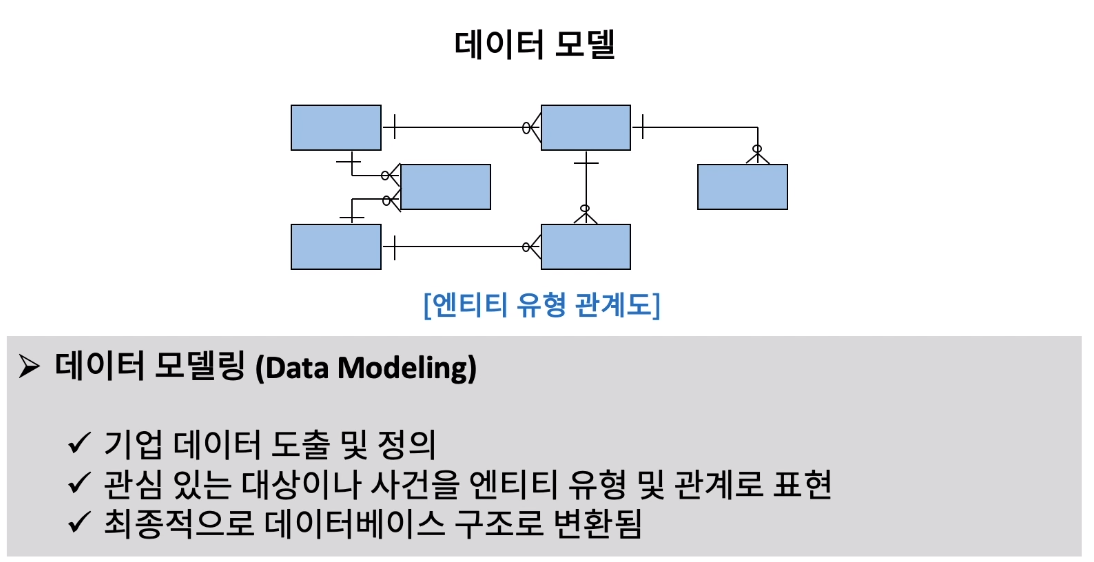 데이터 모델
[엔티티 유형 관계도]
➢ 데이터 모델링 (Data Modeling)
✓ 기업 데이터 도출 및 정의
✓ 관심 있는 대상이나 사건을 엔티티 유형 및 관계로 표현
✓ 최종적으로 데이터베이스 구조로 변환됨